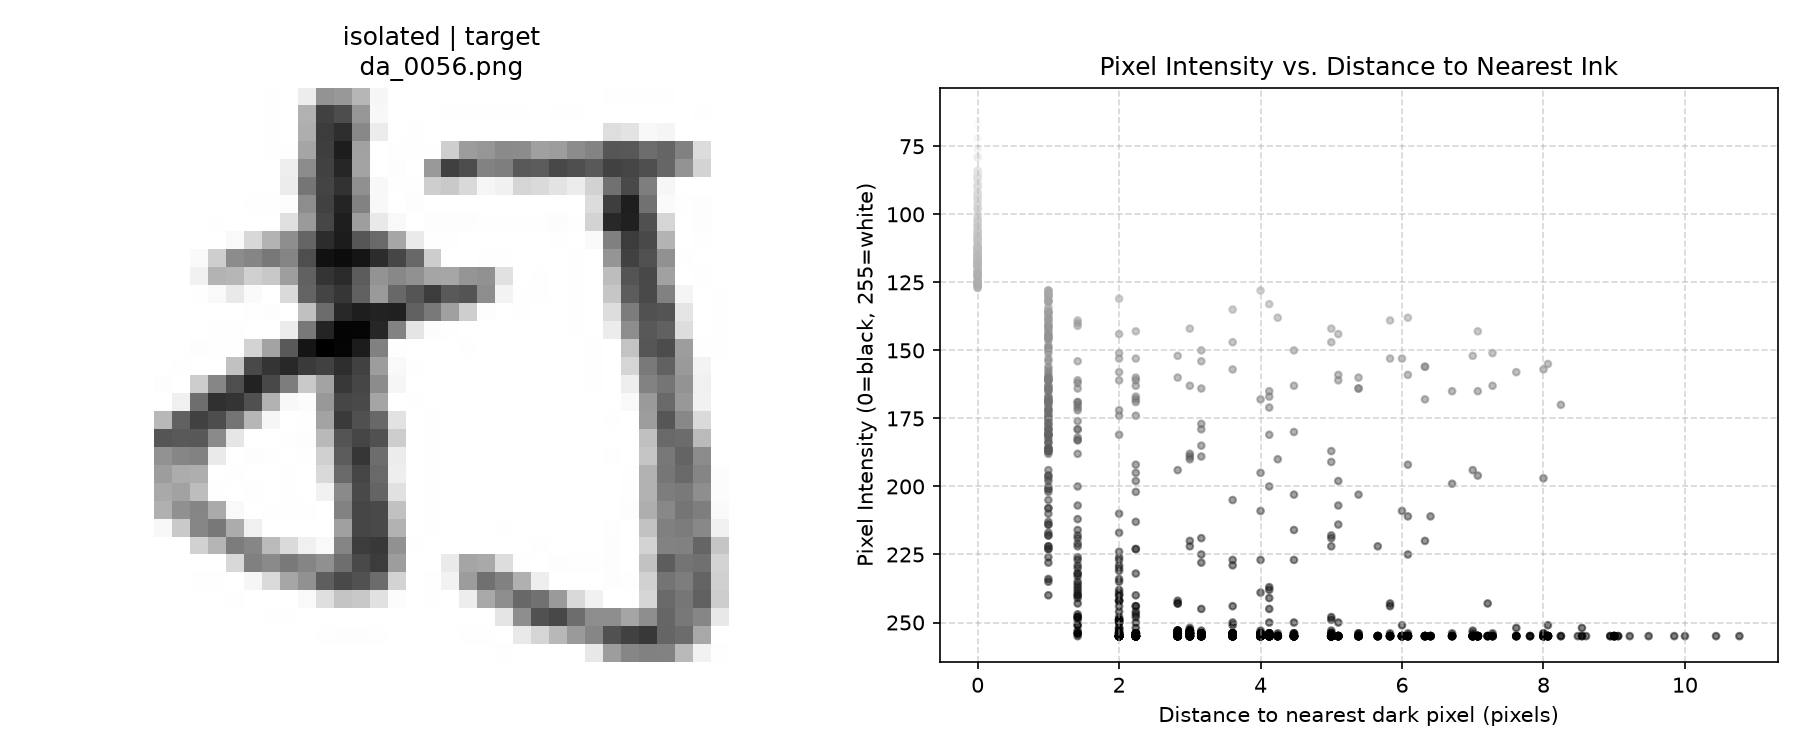 isolated | target
da_0056.png
打
Pixel Intensity vs. Distance to Nearest Ink
Pixel Intensity (0=black, 255=white)
75
100
125
150
175
200
225
250
0 2 4 6 8 10
Distance to nearest dark pixel (pixels)